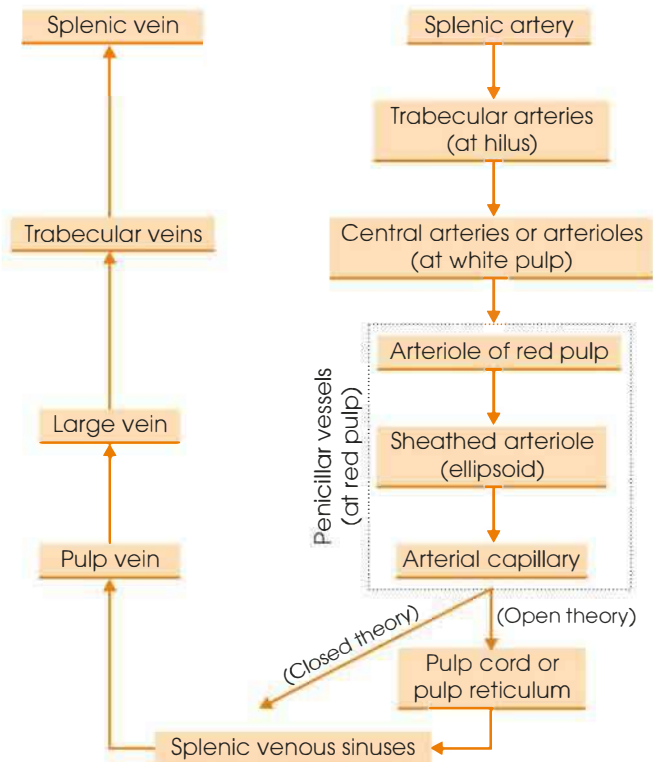 Splenic vein
Splenic artery
Trabecular arteries
(at hilus)
Trabecular veins
Central arteries or arterioles
(at white pulp)
Penicillar vessels
(at red pulp)
Arteriole of red pulp
Large vein
Sheathed arteriole
(ellipsoid)
Pulp vein
Arterial capillary
(Closed theory)
(Open theory)
Pulp cord or
pulp reticulum
Splenic venous sinuses